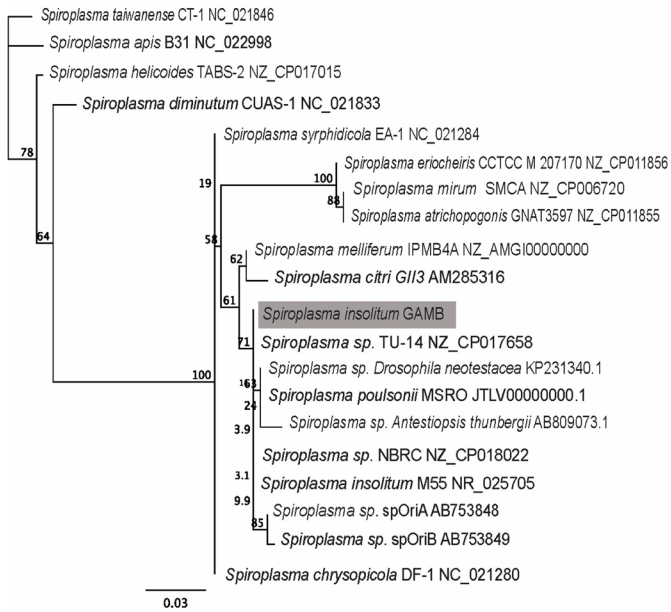 Spiroplasma taiwanense CT-1 NC_021846
Spiroplasma apis B31 NC_022998
Spiroplasma helicoides TABS-2 NZ_CP017015
Spiroplasma diminutum CUAS-1 NC_021833
Spiroplasma syrphidicola EA-1 NC_021284
78
Spiroplasma eriocheiris CCTCC M 207170 NZ_CP011856
19
100
Spiroplasma mirum SMCA NZ_CP006720
88
Spiroplasma atrichopogonis GNAT3597 NZ_CP011855
64
58
Spiroplasma melliferum IPMB4A NZ_AMGI00000000
62
Spiroplasma citri GII3 AM285316
61
Spiroplasma insolitum GAMB
71
Spiroplasma sp. TU-14 NZ_CP017658
Spiroplasma sp. Drosophila neotestacea KP231340.1
100
63
Spiroplasma poulsonii MSRO JTLV00000000.1
24
Spiroplasma sp. Antestiopsis thunbergii AB809073.1
3.9
Spiroplasma sp. NBRC NZ_CP018022
3.1
Spiroplasma insolitum M55 NR_025705
9.9
Spiroplasma sp. spOriA AB753848
85
Spiroplasma sp. spOriB AB753849
Spiroplasma chrysopicola DF-1 NC_021280
0.03